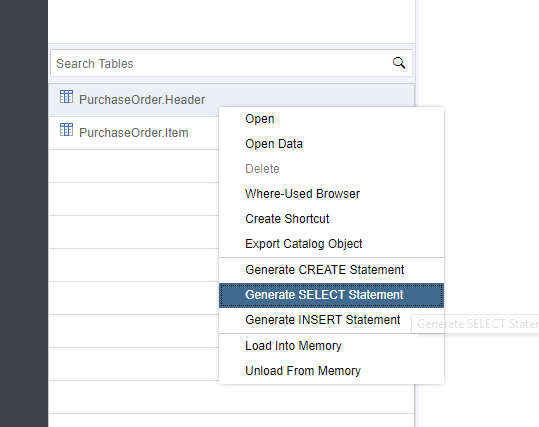 Search Tables
PurchaseOrder.Header
PurchaseOrder.Item
Open
Open Data
Delete
Where-Used Browser
Create Shortcut
Export Catalog Object
Generate CREATE Statement
Generate SELECT Statement
Generate INSERT Statement
Generate SELECT Stater
Load Into Memory
Unload From Memory